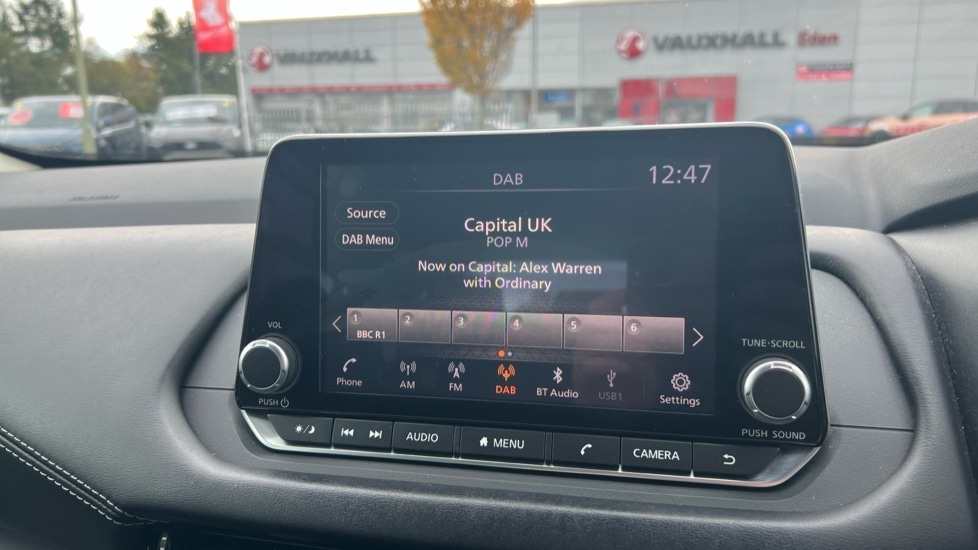 VAUXHALL
VAUXHALL Eden
DAB
12:47
Source
DAB Menu
Capital UK
POP M
Now on Capital: Alex Warren
with Ordinary
1 2 3 4 5 6
BBC R1
Phone AM FM DAB BT Audio USB1 Settings
VOL
PUSH
TUNE·SCROLL
PUSH SOUND
AUDIO MENU CAMERA